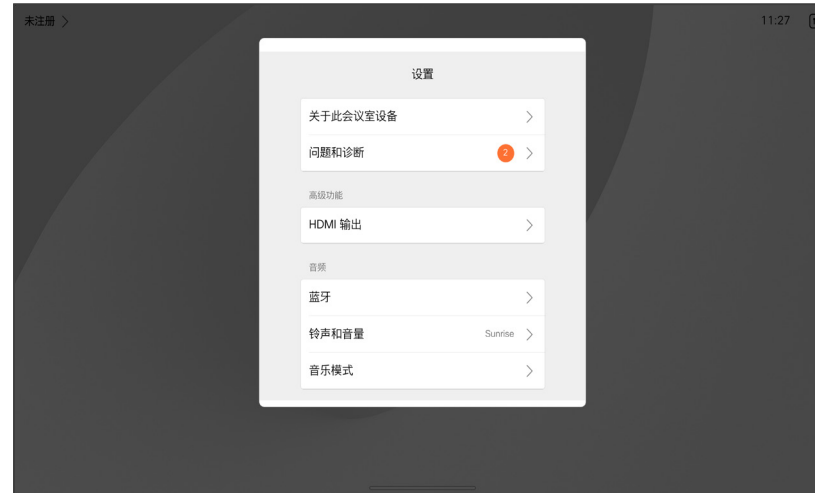 未注册
11:27
设置
关于此会议室设备
问题和诊断 2
高级功能
HDMI 输出
音频
蓝牙
铃声和音量 Sunrise
音乐模式